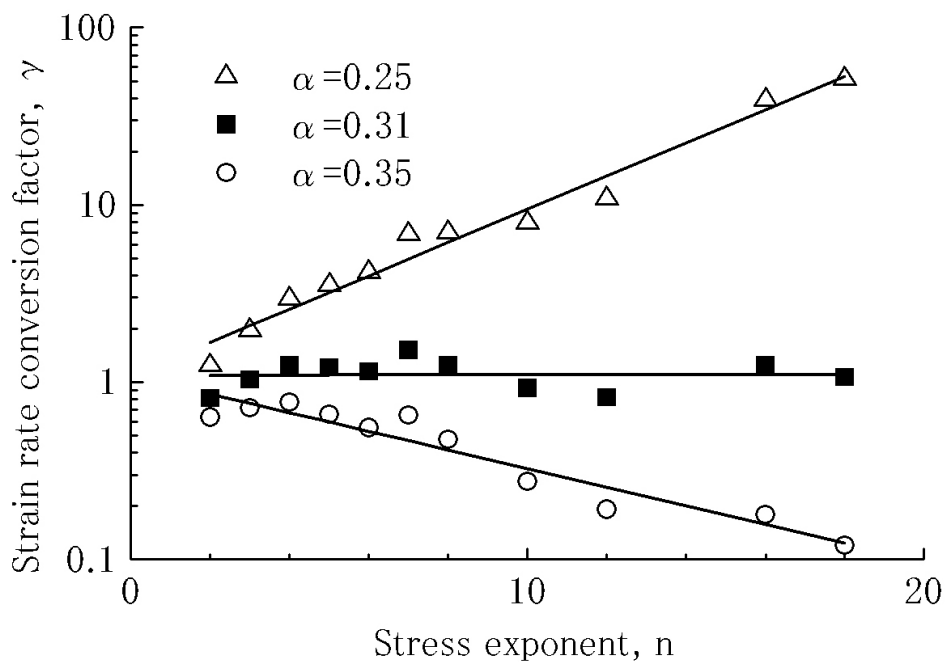 100
α=0.25
α=0.31
α=0.35
10
1
0.1
0
10
20
Strain rate conversion factor, γ
Stress exponent, n